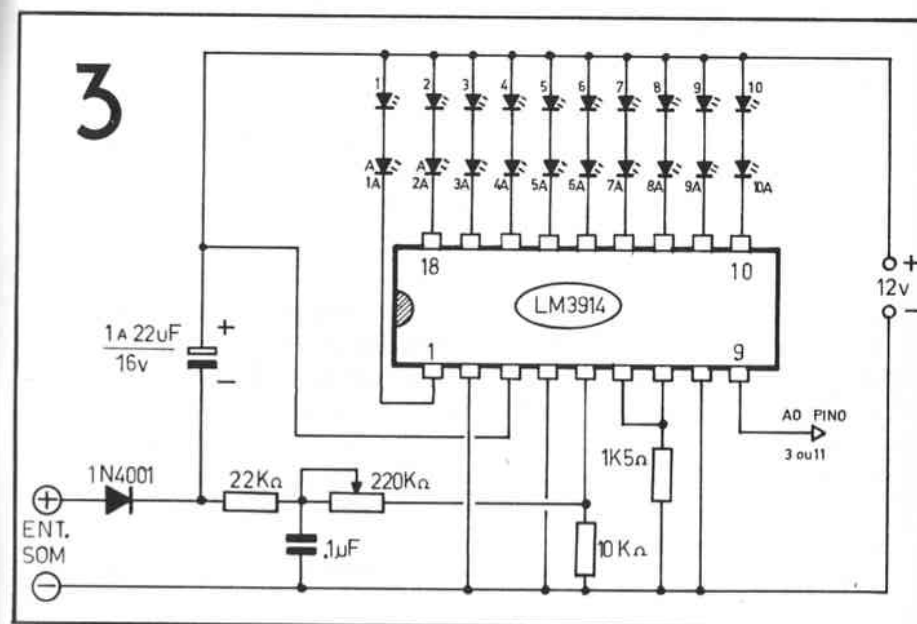 3
1 2 3 4 5 6 7 8 9 10
A A
1A 2A 3A 4A 5A 6A 7A 8A 9A 10A
18 10
+
12v
−
LM3914
1A 22uF
16v
+
−
1 9
AO PINO
3 ou 11
1K5Ω
1N4001
22KΩ
220KΩ
+
ENT.
SOM
−
.1µF
10KΩ